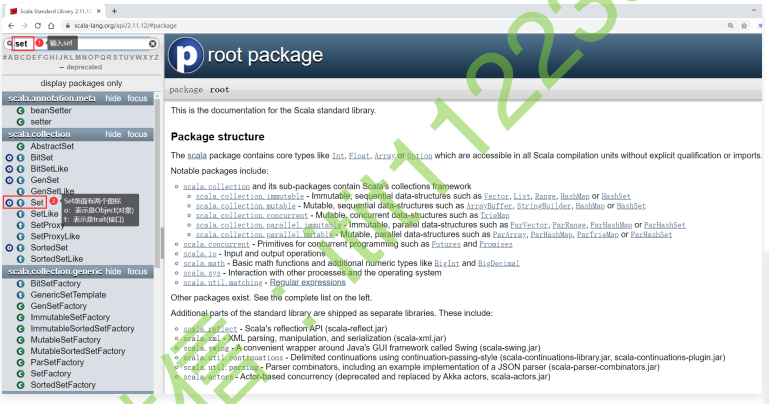 Scala Standard Library 2.11.12
scala-lang.org/api/2.11.12/#package
set
1 输入set
#ABCDEFGHIJKLMNOPQRSTUVWXYZ
– deprecated
display packages only
scala.annotation.meta hide focus
beanSetter
setter
scala.collection hide focus
AbstractSet
BitSet
BitSetLike
GenSet
GenSetLike
Set
2 Set前面有两个图标
o: 表示是Object(对象)
t: 表示是trait(接口)
SetLike
SetProxy
SetProxyLike
SortedSet
SortedSetLike
scala.collection.generic hide focus
BitSetFactory
GenericSetTemplate
GenSetFactory
ImmutableSetFactory
ImmutableSortedSetFactory
MutableSetFactory
MutableSortedSetFactory
ParSetFactory
SetFactory
SortedSetFactory
p root package
package root
This is the documentation for the Scala standard library.
Package structure
The scala package contains core types like Int, Float, Array or Option which are accessible in all Scala compilation units without explicit qualification or imports.
Notable packages include:
scala.collection and its sub-packages contain Scala's collections framework
scala.collection.immutable - Immutable, sequential data-structures such as Vector, List, Range, HashMap or HashSet
scala.collection.mutable - Mutable, sequential data-structures such as ArrayBuffer, StringBuilder, HashMap or HashSet
scala.collection.concurrent - Mutable, concurrent data-structures such as TrieMap
scala.collection.parallel.immutable - Immutable, parallel data-structures such as ParVector, ParRange, ParHashMap or ParHashSet
scala.collection.parallel.mutable - Mutable, parallel data-structures such as ParArray, ParHashMap, ParTrieMap or ParHashSet
scala.concurrent - Primitives for concurrent programming such as Futures and Promises
scala.io - Input and output operations
scala.math - Basic math functions and additional numeric types like BigInt and BigDecimal
scala.sys - Interaction with other processes and the operating system
scala.util.matching - Regular expressions
Other packages exist. See the complete list on the left.
Additional parts of the standard library are shipped as separate libraries. These include:
scala.reflect - Scala's reflection API (scala-reflect.jar)
scala.xml - XML parsing, manipulation, and serialization (scala-xml.jar)
scala.swing - A convenient wrapper around Java's GUI framework called Swing (scala-swing.jar)
scala.util.continuations - Delimited continuations using continuation-passing-style (scala-continuations-library.jar, scala-continuations-plugin.jar)
scala.util.parsing - Parser combinators, including an example implementation of a JSON parser (scala-parser-combinators.jar)
scala.actors - Actor-based concurrency (deprecated and replaced by Akka actors, scala-actors.jar)